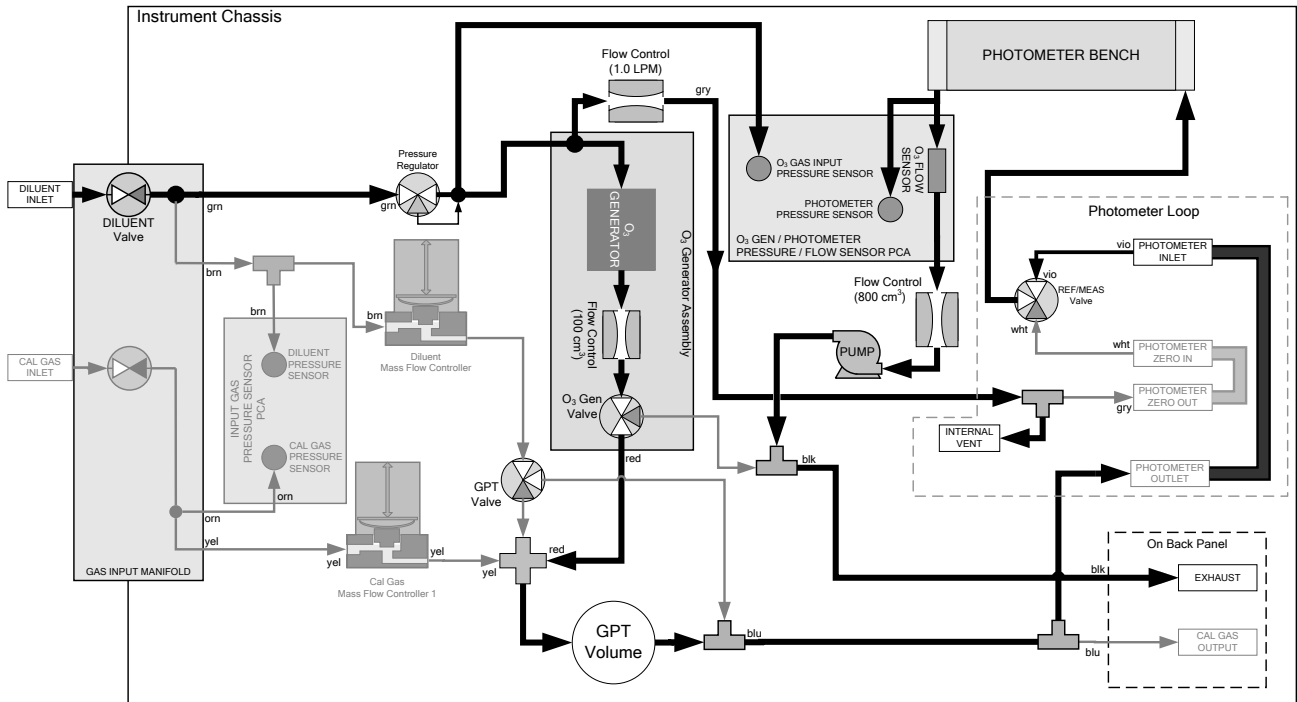 Instrument Chassis
Flow Control
(1.0 LPM)
gry
PHOTOMETER BENCH
Pressure
Regulator
DILUENT
INLET
grn
DILUENT
Valve
grn
O₃
GENERATOR
O₃ Generator Assembly
O₃ GAS INPUT
PRESSURE SENSOR
PHOTOMETER
PRESSURE SENSOR
O₃ FLOW
SENSOR
O₃ GEN / PHOTOMETER
PRESSURE / FLOW SENSOR PCA
Photometer Loop
vio
PHOTOMETER
INLET
vio
REF/MEAS
Valve
wht
wht
PHOTOMETER
ZERO IN
PHOTOMETER
ZERO OUT
gry
INTERNAL
VENT
PHOTOMETER
OUTLET
brn
brn
brn
Diluent
Mass Flow Controller
Flow Control
(100 cm³)
Flow Control
(800 cm³)
PUMP
CAL GAS
INLET
DILUENT
PRESSURE
SENSOR
INPUT GAS
PRESSURE SENSOR
PCA
CAL GAS
PRESSURE
SENSOR
O₃ Gen
Valve
red
blk
GPT
Valve
orn
orn
yel
yel
yel
yel
red
Cal Gas
Mass Flow Controller 1
GAS INPUT MANIFOLD
GPT
Volume
blu
blu
On Back Panel
blk
EXHAUST
CAL GAS
OUTPUT